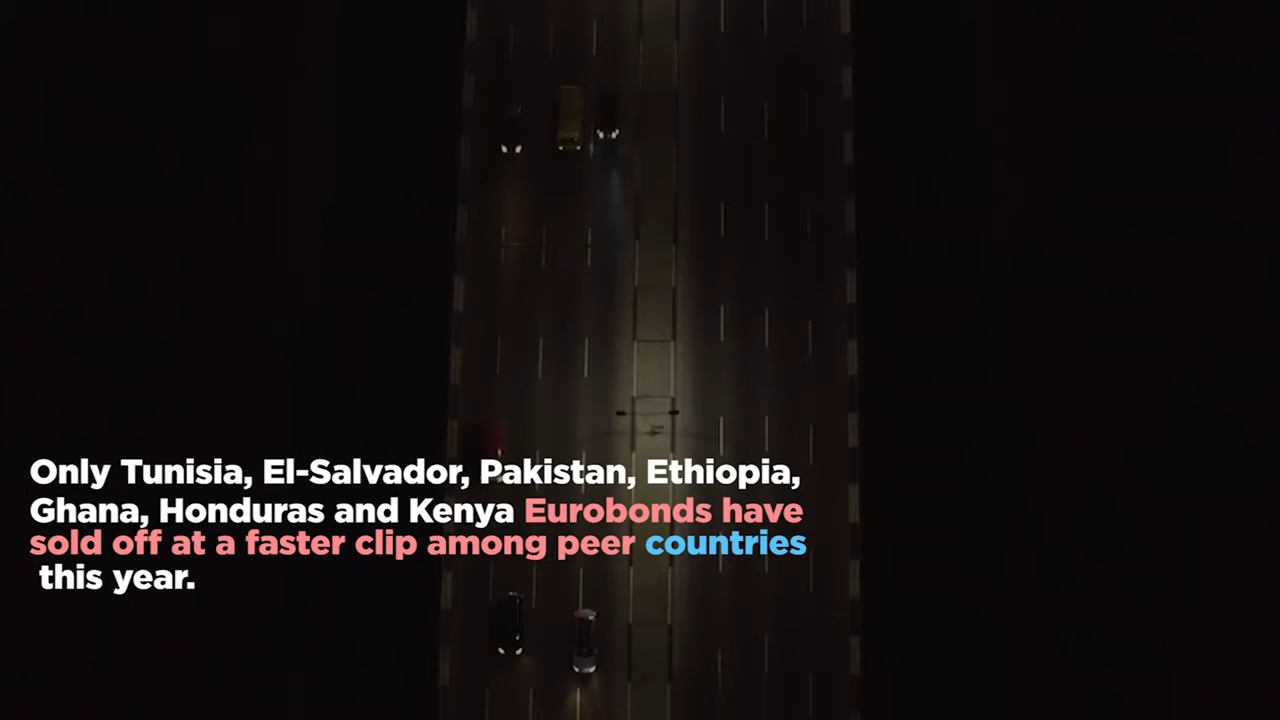 Only Tunisia, El-Salvador, Pakistan, Ethiopia,
Ghana, Honduras and Kenya Eurobonds have
sold off at a faster clip among peer countries
this year.